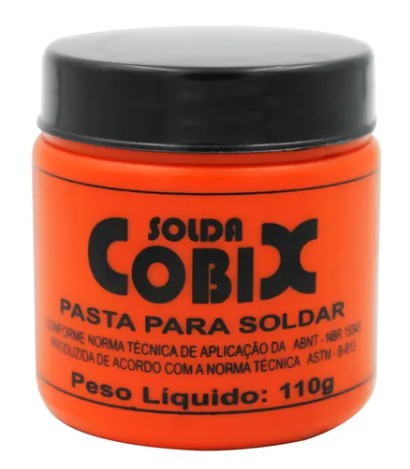 SOLDA
COBIX
PASTA PARA SOLDAR
CONFORME NORMA TÉCNICA DE APLICAÇÃO DA ABNT - NBR 15345
PRODUZIDA DE ACORDO COM A NORMA TÉCNICA ASTM - B-813
Peso Líquido: 110g